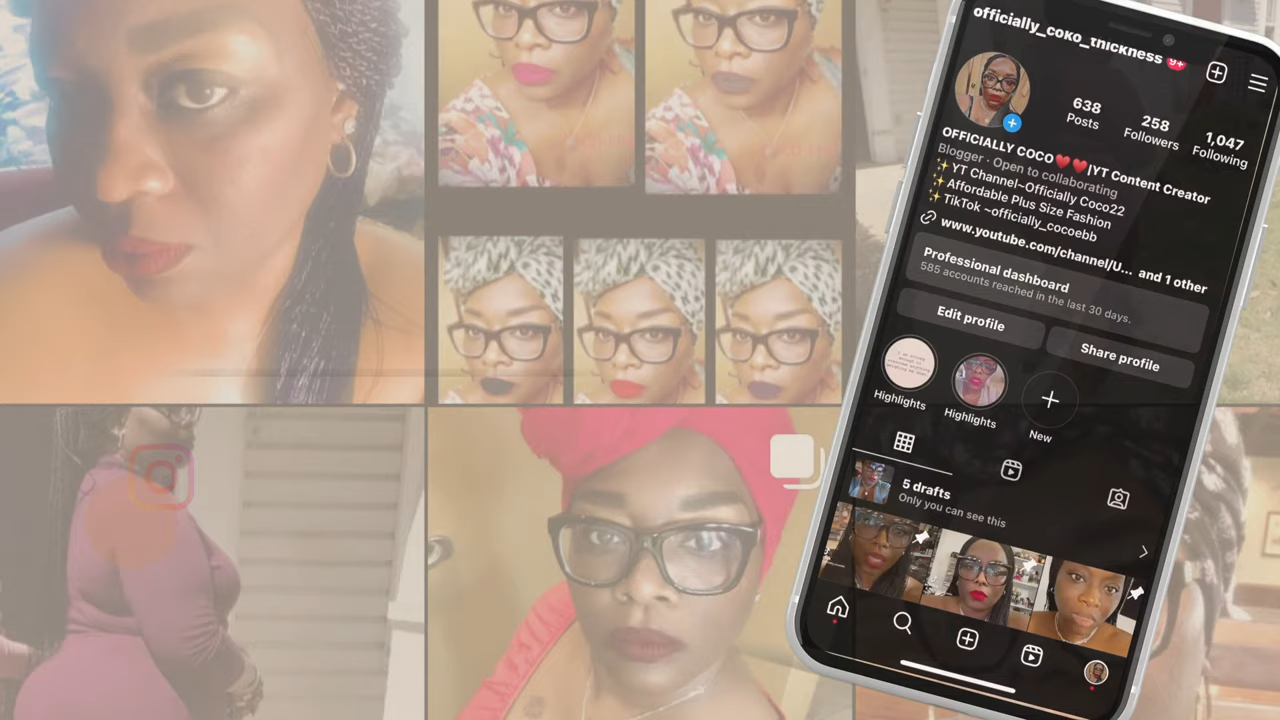 officially_coko_thickness
9+
638
Posts
258
Followers
1,047
Following
OFFICIALLY COCO❤️❤️|YT Content Creator
Blogger · Open to collaborating
✨YT Channel~Officially Coco22
✨Affordable Plus Size Fashion
✨TikTok ~officially_cocoebb
www.youtube.com/channel/U... and 1 other
Professional dashboard
585 accounts reached in the last 30 days.
Edit profile
Share profile
Highlights
Highlights
New
5 drafts
Only you can see this